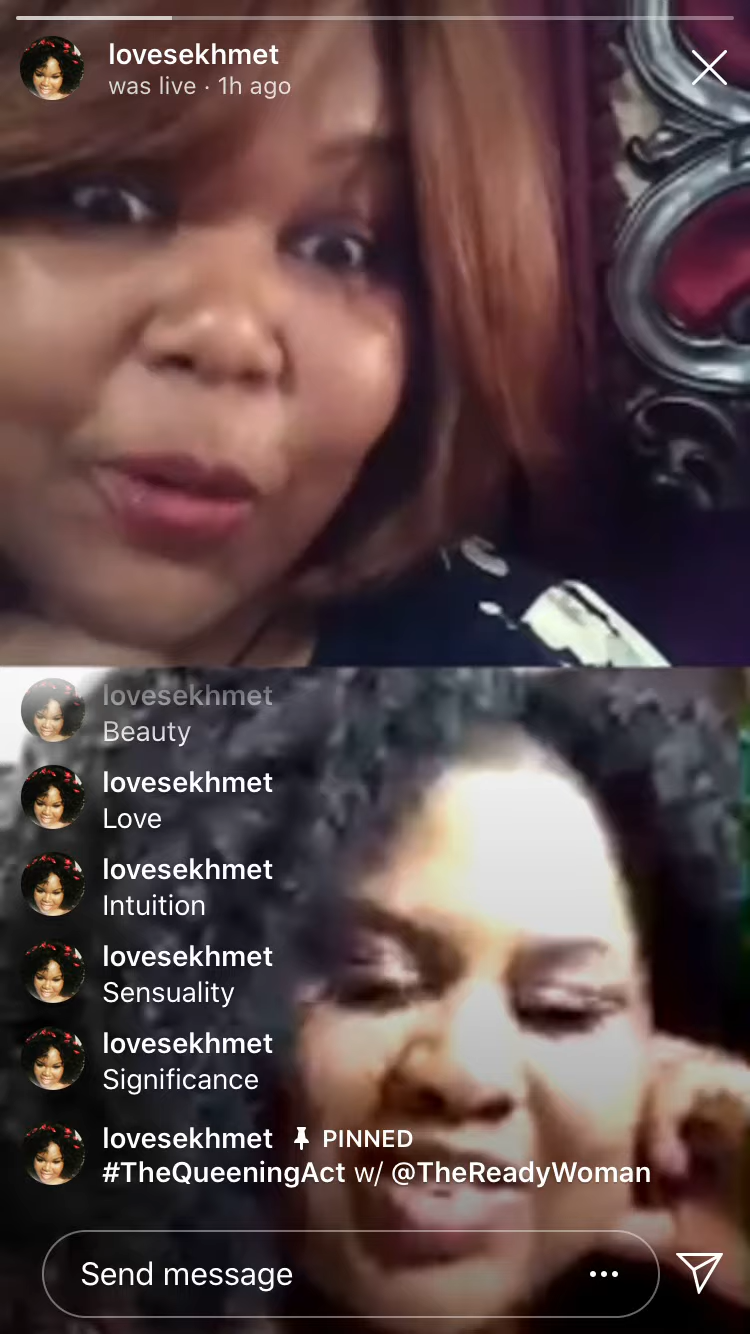 lovesekhmet
was live · 1h ago
lovesekhmet
Beauty
lovesekhmet
Love
lovesekhmet
Intuition
lovesekhmet
Sensuality
lovesekhmet
Significance
lovesekhmet PINNED
#TheQueeningAct w/ @TheReadyWoman
Send message